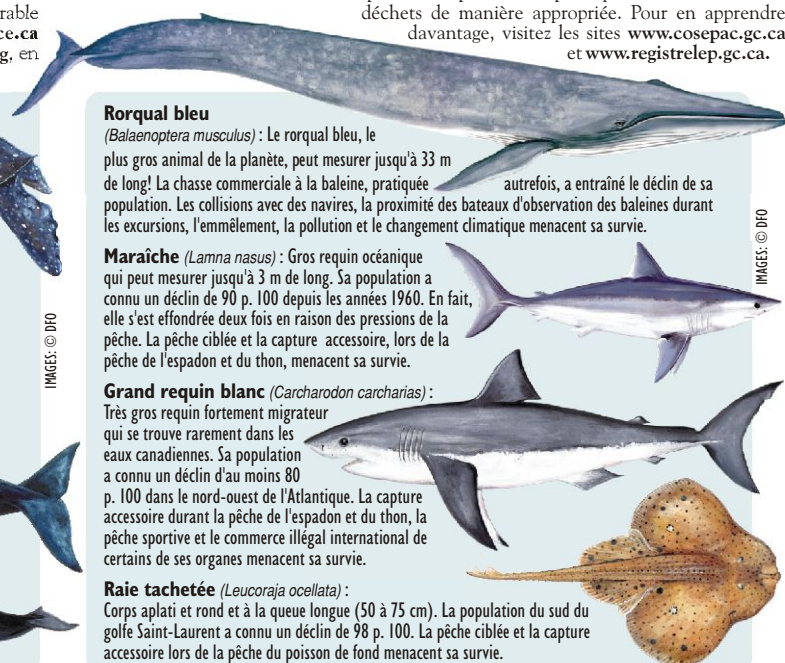 rable
ce.ca
g, en
déchets de manière appropriée. Pour en apprendre
davantage, visitez les sites www.cosepac.gc.ca
et www.registrelep.gc.ca.
Rorqual bleu
(Balaenoptera musculus) : Le rorqual bleu, le
plus gros animal de la planète, peut mesurer jusqu'à 33 m
de long! La chasse commerciale à la baleine, pratiquée autrefois, a entraîné le déclin de sa
population. Les collisions avec des navires, la proximité des bateaux d'observation des baleines durant
les excursions, l'emmêlement, la pollution et le changement climatique menacent sa survie.
Maraîche (Lamna nasus) : Gros requin océanique
qui peut mesurer jusqu'à 3 m de long. Sa population a
connu un déclin de 90 p. 100 depuis les années 1960. En fait,
elle s'est effondrée deux fois en raison des pressions de la
pêche. La pêche ciblée et la capture accessoire, lors de la
pêche de l'espadon et du thon, menacent sa survie.
Grand requin blanc (Carcharodon carcharias) :
Très gros requin fortement migrateur
qui se trouve rarement dans les
eaux canadiennes. Sa population
a connu un déclin d'au moins 80
p. 100 dans le nord-ouest de l'Atlantique. La capture
accessoire durant la pêche de l'espadon et du thon, la
pêche sportive et le commerce illégal international de
certains de ses organes menacent sa survie.
Raie tachetée (Leucoraja ocellata) :
Corps aplati et rond et à la queue longue (50 à 75 cm). La population du sud du
golfe Saint-Laurent a connu un déclin de 98 p. 100. La pêche ciblée et la capture
accessoire lors de la pêche du poisson de fond menacent sa survie.
IMAGES: © DFO
IMAGES: © DFO